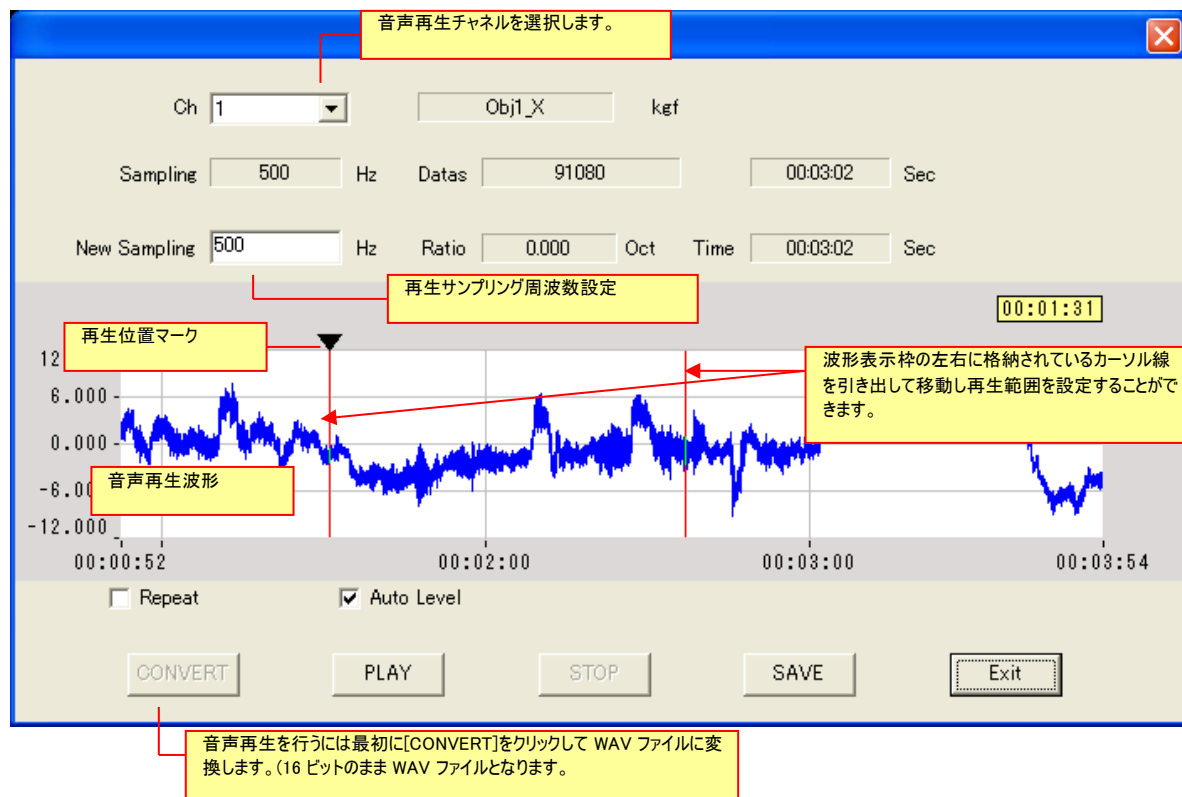 音声再生チャネルを選択します。
Ch 1 Obj1_X kgf
Sampling 500 Hz Datas 91080 00:03:02 Sec
New Sampling 500 Hz Ratio 0.000 Oct Time 00:03:02 Sec
再生サンプリング周波数設定
00:01:31
再生位置マーク
波形表示枠の左右に格納されているカーソル線
を引き出して移動し再生範囲を設定することがで
きます。
12
6.000
0.000
音声再生波形
-6.00
-12.000
00:00:52 00:02:00 00:03:00 00:03:54
Repeat Auto Level
CONVERT PLAY STOP SAVE Exit
音声再生を行うには最初に[CONVERT]をクリックして WAV ファイルに変
換します。(16 ビットのまま WAV ファイルとなります。